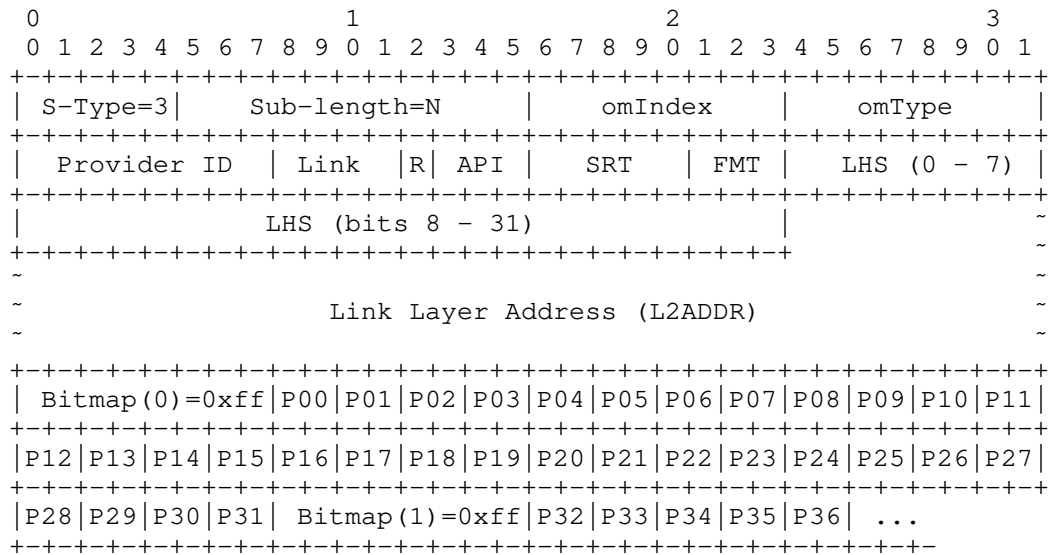 0                   1                   2                   3
0 1 2 3 4 5 6 7 8 9 0 1 2 3 4 5 6 7 8 9 0 1 2 3 4 5 6 7 8 9 0 1
+-+-+-+-+-+-+-+-+-+-+-+-+-+-+-+-+-+-+-+-+-+-+-+-+-+-+-+-+-+-+-+-+
| S-Type=3|    Sub-length=N     |    omIndex    |    omType     |
+-+-+-+-+-+-+-+-+-+-+-+-+-+-+-+-+-+-+-+-+-+-+-+-+-+-+-+-+-+-+-+-+
|  Provider ID  | Link  |R| API |   SRT   | FMT |   LHS (0 - 7) |
+-+-+-+-+-+-+-+-+-+-+-+-+-+-+-+-+-+-+-+-+-+-+-+-+-+-+-+-+-+-+-+-+
|               LHS (bits 8 - 31)               |               ~
+-+-+-+-+-+-+-+-+-+-+-+-+-+-+-+-+-+-+-+-+-+-+-+-+               ~
~                                                               ~
~                   Link Layer Address (L2ADDR)                 ~
~                                                               ~
+-+-+-+-+-+-+-+-+-+-+-+-+-+-+-+-+-+-+-+-+-+-+-+-+-+-+-+-+-+-+-+-+
| Bitmap(0)=0xff|P00|P01|P02|P03|P04|P05|P06|P07|P08|P09|P10|P11|
+-+-+-+-+-+-+-+-+-+-+-+-+-+-+-+-+-+-+-+-+-+-+-+-+-+-+-+-+-+-+-+-+
|P12|P13|P14|P15|P16|P17|P18|P19|P20|P21|P22|P23|P24|P25|P26|P27|
+-+-+-+-+-+-+-+-+-+-+-+-+-+-+-+-+-+-+-+-+-+-+-+-+-+-+-+-+-+-+-+-+
|P28|P29|P30|P31| Bitmap(1)=0xff|P32|P33|P34|P35|P36| ...
+-+-+-+-+-+-+-+-+-+-+-+-+-+-+-+-+-+-+-+-+-+-+-+-+-+-+-+-+-